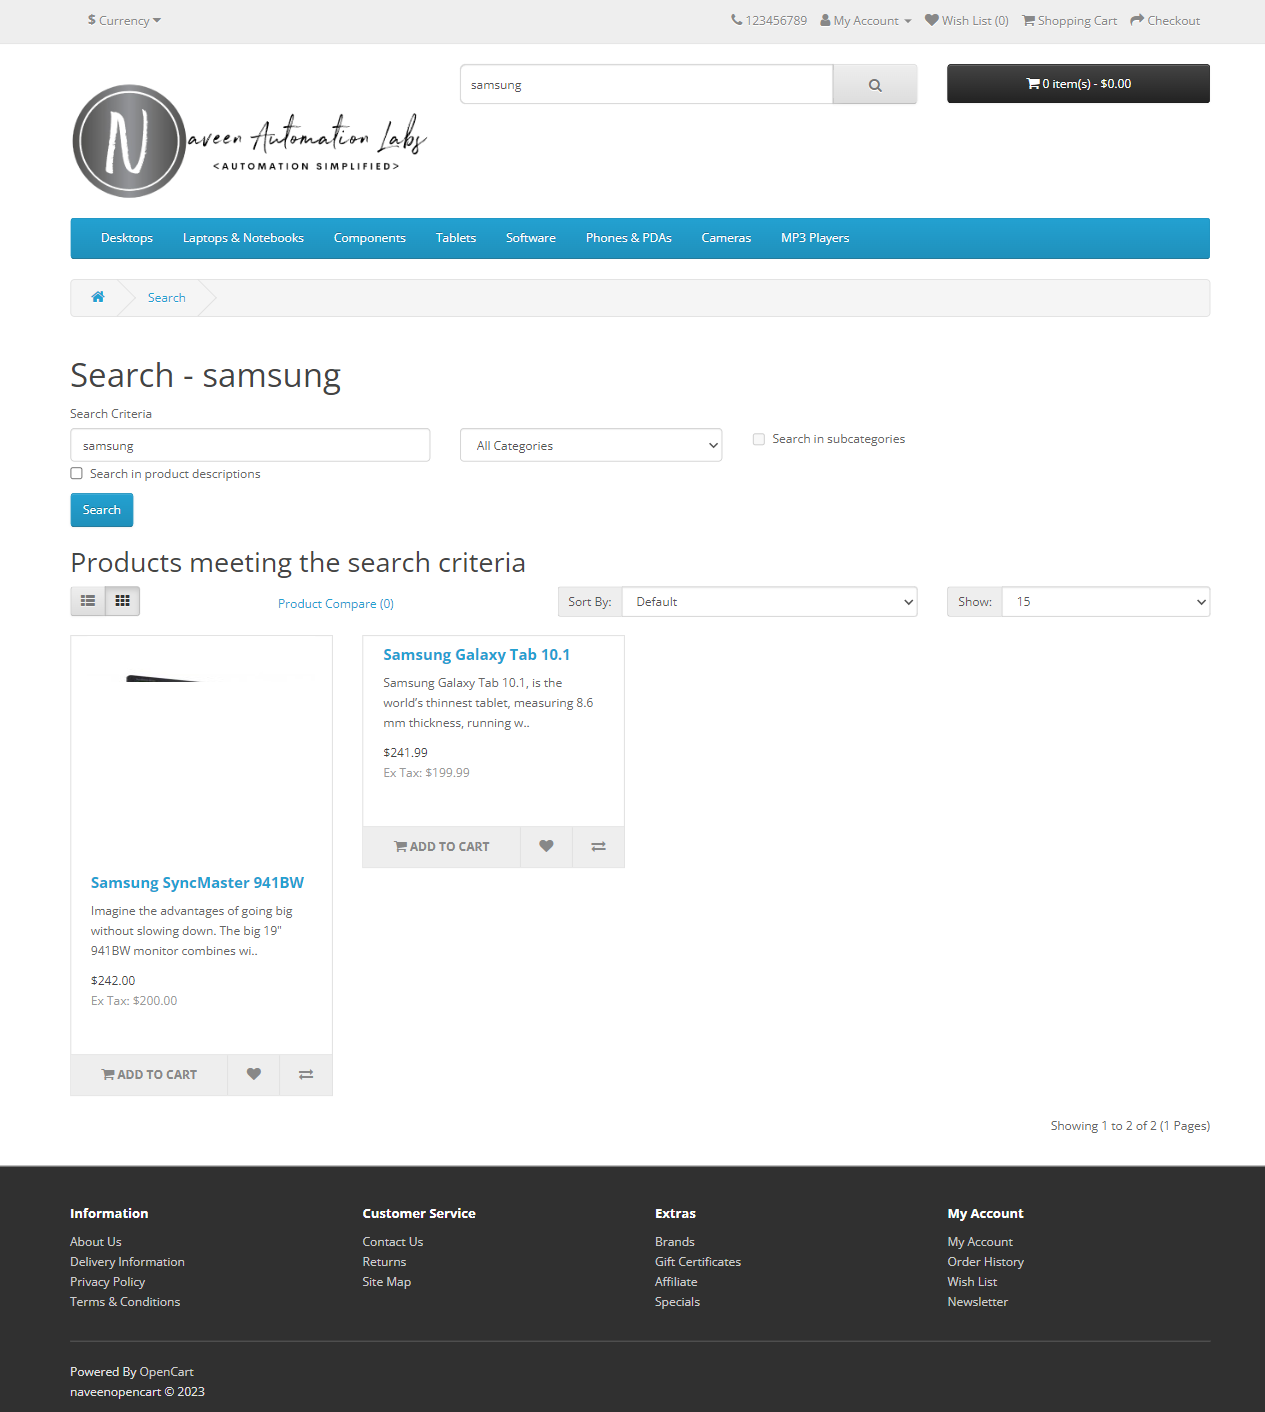 $ Currency
123456789 My Account Wish List (0) Shopping Cart Checkout
samsung
0 item(s) - $0.00
N
aveen Automation Labs
<AUTOMATION SIMPLIFIED>
Desktops Laptops & Notebooks Components Tablets Software Phones & PDAs Cameras MP3 Players
Search
Search - samsung
Search Criteria
samsung
All Categories
Search in subcategories
Search in product descriptions
Search
Products meeting the search criteria
Product Compare (0)
Sort By: Default
Show: 15
Samsung SyncMaster 941BW
Imagine the advantages of going big
without slowing down. The big 19"
941BW monitor combines wi..
$242.00
Ex Tax: $200.00
ADD TO CART
Samsung Galaxy Tab 10.1
Samsung Galaxy Tab 10.1, is the
world’s thinnest tablet, measuring 8.6
mm thickness, running w..
$241.99
Ex Tax: $199.99
ADD TO CART
Showing 1 to 2 of 2 (1 Pages)
Information
About Us
Delivery Information
Privacy Policy
Terms & Conditions
Customer Service
Contact Us
Returns
Site Map
Extras
Brands
Gift Certificates
Affiliate
Specials
My Account
My Account
Order History
Wish List
Newsletter
Powered By OpenCart
naveenopencart © 2023